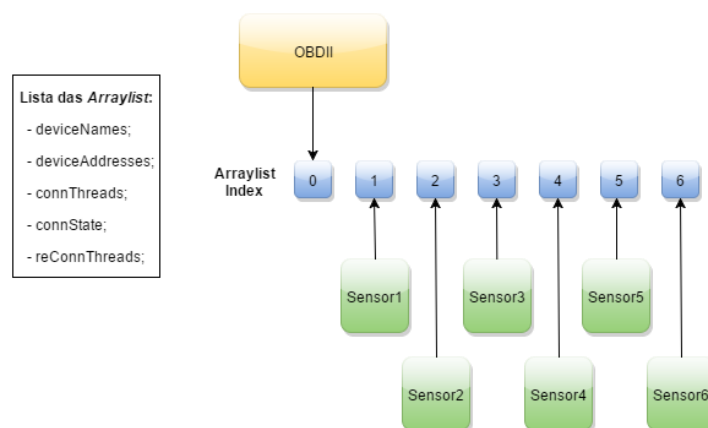 OBDII
Lista das Arraylist:
- deviceNames;
- deviceAddresses;
- connThreads;
- connState;
- reConnThreads;
Arraylist
Index
0 1 2 3 4 5 6
Sensor1 Sensor3 Sensor5
Sensor2 Sensor4 Sensor6